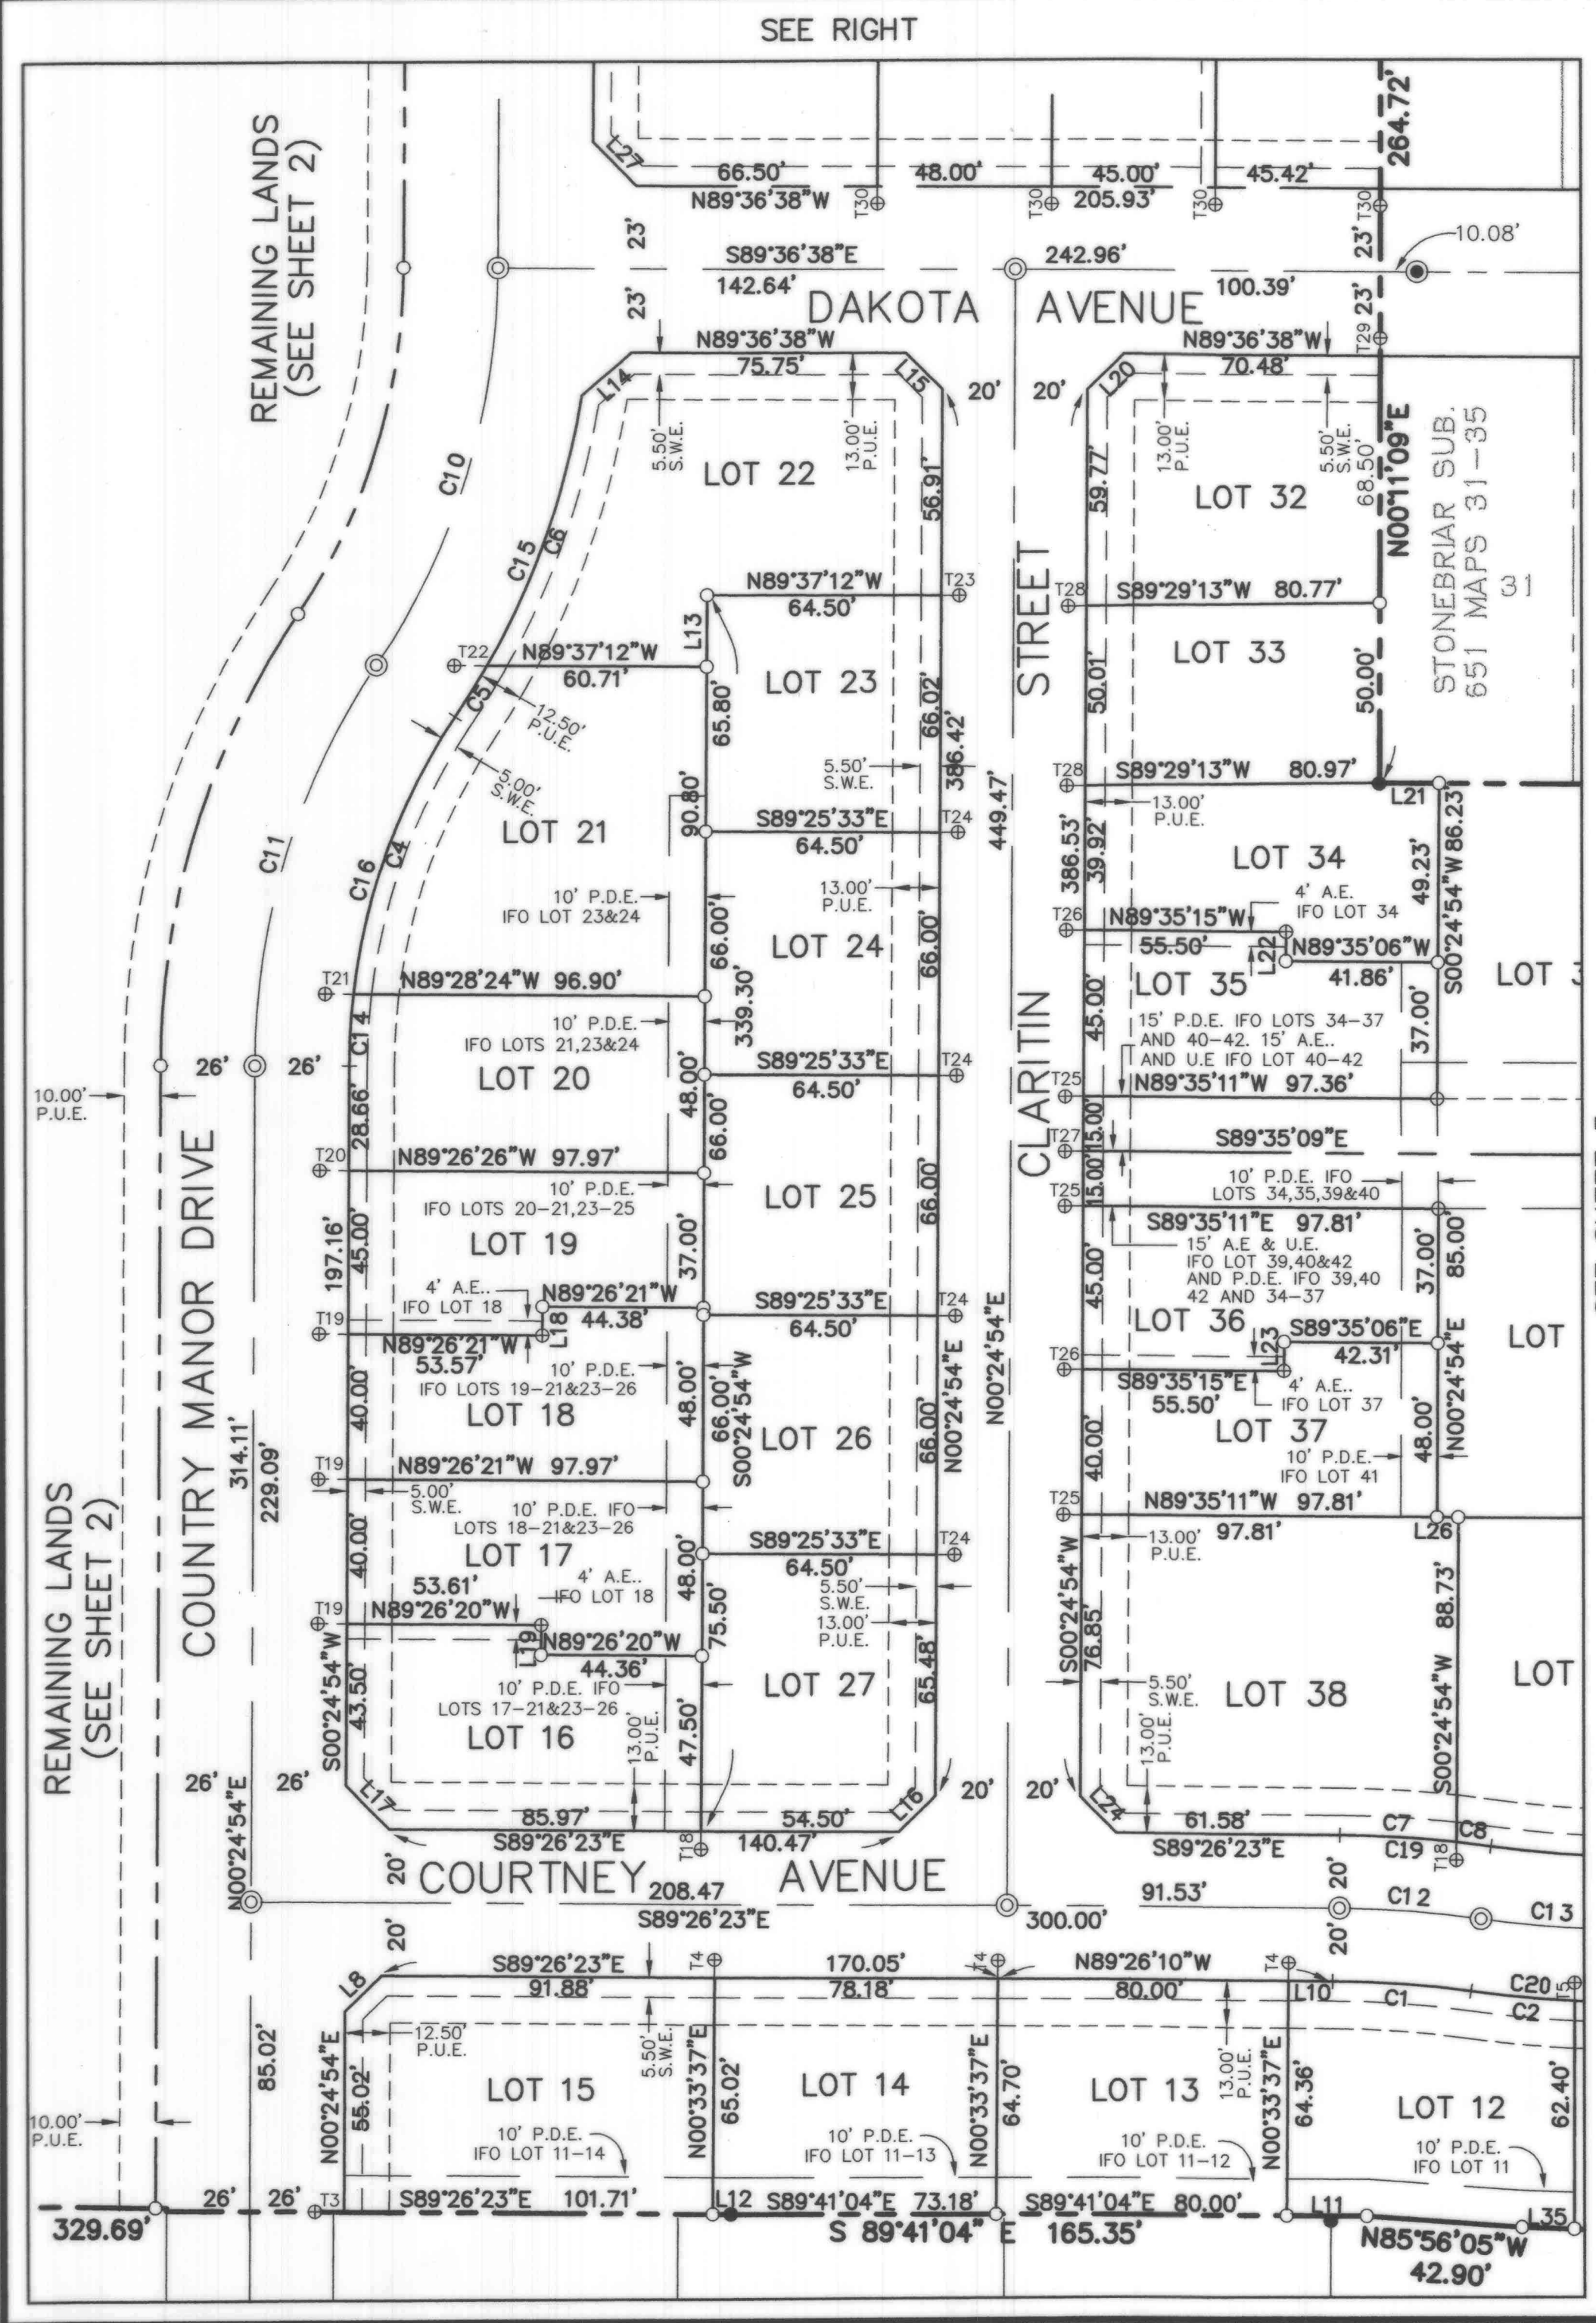 SEE RIGHT
REMAINING LANDS
(SEE SHEET 2)
L27
66.50'
48.00'
45.00'
45.42'
264.72'
N89°36'38"W
T30
T30
205.93'
T30
T30
23'
23'
10.08'
S89°36'38"E
242.96'
142.64'
100.39'
23'
23'
DAKOTA AVENUE
T29
N89°36'38"W
75.75'
N89°36'38"W
70.48'
L14
L15
20'
20'
L20
5.50'
S.W.E.
13.00'
P.U.E.
13.00'
P.U.E.
5.50'
S.W.E.
68.50'
N00°11'09"E
STONEBRIAR SUB.
651 MAPS 31-35
31
C10
LOT 22
56.91'
59.77'
LOT 32
C15
C6
N89°37'12"W
64.50'
T23
T28
S89°29'13"W 80.77'
L13
T22
N89°37'12"W
60.71'
LOT 23
STREET
LOT 33
C5
12.50'
P.U.E.
65.80'
66.02'
386.42'
50.01'
50.00'
5.00'
S.W.E.
5.50'
S.W.E.
T28
S89°29'13"W 80.97'
L21
449.47'
13.00'
P.U.E.
C11
C4
C16
LOT 21
90.80'
S89°25'33"E
64.50'
T24
386.53'
39.92'
LOT 34
49.23'
S00°24'54"W 86.23'
10' P.D.E.
IFO LOT 23&24
13.00'
P.U.E.
4' A.E.
IFO LOT 34
T26
N89°35'15"W
55.50'
L22
N89°35'06"W
41.86'
66.00'
LOT 24
66.00'
T21
N89°28'24"W 96.90'
LOT 35
LOT 3
10' P.D.E.
IFO LOTS 21,23&24
339.30'
45.00'
15' P.D.E. IFO LOTS 34-37
AND 40-42. 15' A.E..
AND U.E IFO LOT 40-42
37.00'
C14
26'
26'
LOT 20
48.00'
S89°25'33"E
64.50'
T24
T25
N89°35'11"W 97.36'
10.00'
P.U.E.
28.66'
66.00'
CLARITIN
15.00'
T27
S89°35'09"E
T20
N89°26'26"W 97.97'
10' P.D.E.
IFO LOTS 20-21,23-25
LOT 25
66.00'
15.00'
T25
10' P.D.E. IFO
LOTS 34,35,39&40
S89°35'11"E 97.81'
COUNTRY MANOR DRIVE
197.16'
45.00'
LOT 19
37.00'
45.00'
15' A.E & U.E.
IFO LOT 39,40&42
AND P.D.E. IFO 39,40
42 AND 34-37
37.00'
85.00'
4' A.E..
IFO LOT 18
N89°26'21"W
44.38'
L18
S89°25'33"E
64.50'
T24
LOT 36
L23
S89°35'06"E
42.31'
LOT
T19
N89°26'21"W
53.57'
10' P.D.E.
IFO LOTS 19-21&23-26
T26
S89°35'15"E
55.50'
4' A.E..
IFO LOT 37
40.00'
LOT 18
48.00'
66.00'
S00°24'54"W
LOT 26
66.00'
N00°24'54"E
N00°24'54"E
40.00'
LOT 37
10' P.D.E.
IFO LOT 41
48.00'
N00°24'54"E
314.11'
229.09'
T19
N89°26'21"W 97.97'
T25
N89°35'11"W 97.81'
97.81'
L26
REMAINING LANDS
(SEE SHEET 2)
5.00'
S.W.E.
10' P.D.E. IFO
LOTS 18-21&23-26
13.00'
P.U.E.
40.00'
LOT 17
48.00'
S89°25'33"E
64.50'
T24
S00°24'54"W
76.85'
88.73'
S00°24'54"W
53.61'
4' A.E..
IFO LOT 18
5.50'
S.W.E.
13.00'
P.U.E.
T19
N89°26'20"W
L19
N89°26'20"W
44.36'
75.50'
65.48'
10' P.D.E. IFO
LOTS 17-21&23-26
LOT 27
5.50'
S.W.E.
LOT 38
LOT
S00°24'54"W
43.50'
LOT 16
13.00'
P.U.E.
47.50'
13.00'
P.U.E.
26'
26'
N00°24'54"E
L17
20'
20'
L16
L24
85.97'
54.50'
61.58'
C7
C8
S89°26'23"E
140.47'
T18
S89°26'23"E
C19
T18
20'
COURTNEY AVENUE
208.47
S89°26'23"E
91.53'
300.00'
20'
C12
C13
20'
20'
L8
S89°26'23"E
91.88'
T4
170.05'
78.18'
T4
N89°26'10"W
80.00'
T4
L10
C1
C20
C2
T5
12.50'
P.U.E.
5.50'
S.W.E.
13.00'
P.U.E.
85.02'
N00°24'54"E
55.02'
LOT 15
N00°33'37"E
65.02'
LOT 14
N00°33'37"E
64.70'
LOT 13
N00°33'37"E
64.36'
LOT 12
62.40'
10.00'
P.U.E.
10' P.D.E.
IFO LOT 11-14
10' P.D.E.
IFO LOT 11-13
10' P.D.E.
IFO LOT 11-12
10' P.D.E.
IFO LOT 11
26'
26'
T3
S89°26'23"E 101.71'
L12
S89°41'04"E 73.18'
S89°41'04"E 80.00'
L11
L35
329.69'
S 89°41'04" E 165.35'
N85°56'05"W
42.90'